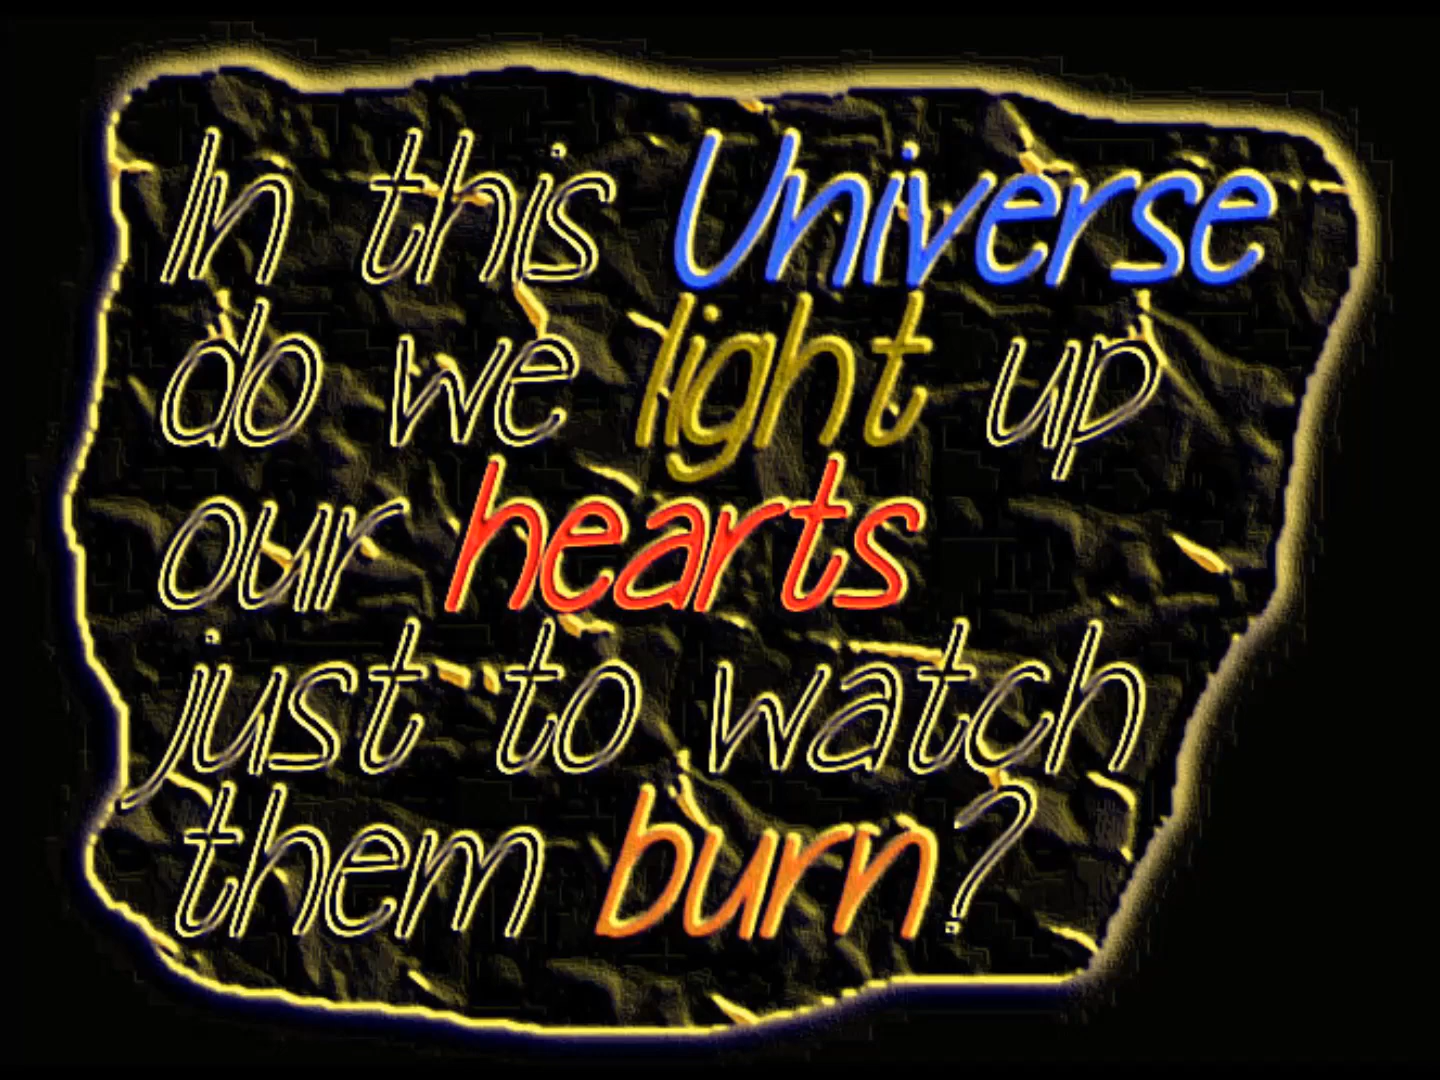 In this Universe
do we light up
our hearts
just to watch
them burn?